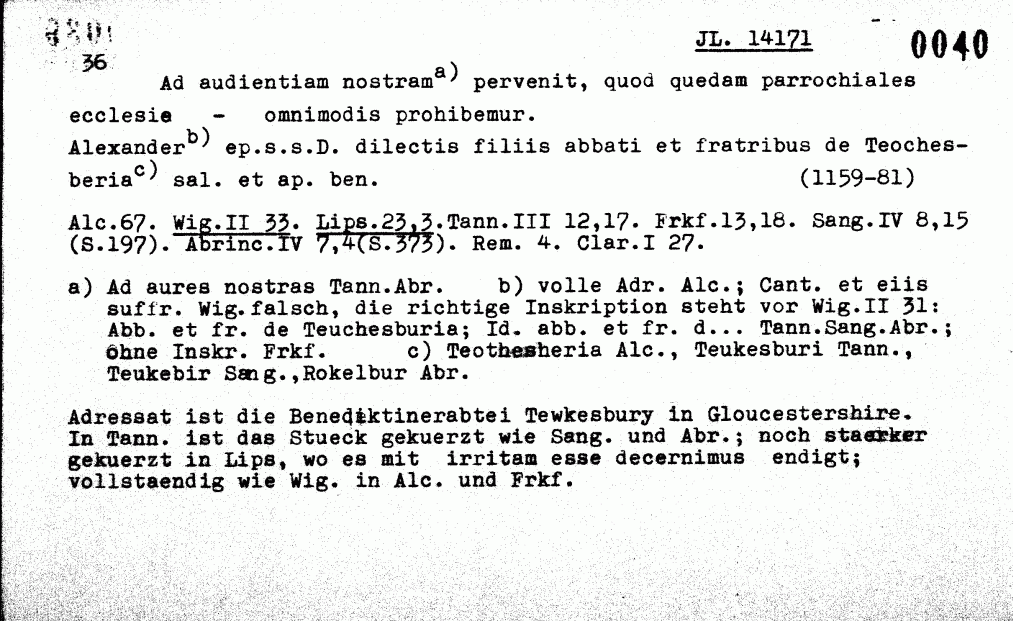 JL. 14171 0040
36
Ad audientiam nostram a) pervenit, quod quedam parrochiales
ecclesie - omnimodis prohibemur.
Alexander b) ep.s.s.D. dilectis filiis abbati et fratribus de Teoches-
beria c) sal. et ap. ben. (1159-81)
Alc.67. Wig.II 33. Lips.23,3.Tann.III 12,17. Frkf.13,18. Sang.IV 8,15
(S.197). Abrinc.IV 7,4(S.373). Rem. 4. Clar.I 27.
a) Ad aures nostras Tann.Abr. b) volle Adr. Alc.; Cant. et eiis
suffr. Wig.falsch, die richtige Inskription steht vor Wig.II 31:
Abb. et fr. de Teuchesburia; Id. abb. et fr. d... Tann.Sang.Abr.;
ohne Inskr. Frkf. c) Teothesheria Alc., Teukesburi Tann.,
Teukebir Sang.,Rokelbur Abr.
Adressat ist die Benediktinerabtei Tewkesbury in Gloucestershire.
In Tann. ist das Stueck gekuerzt wie Sang. und Abr.; noch staerker
gekuerzt in Lips, wo es mit irritam esse decernimus endigt;
vollstaendig wie Wig. in Alc. und Frkf.